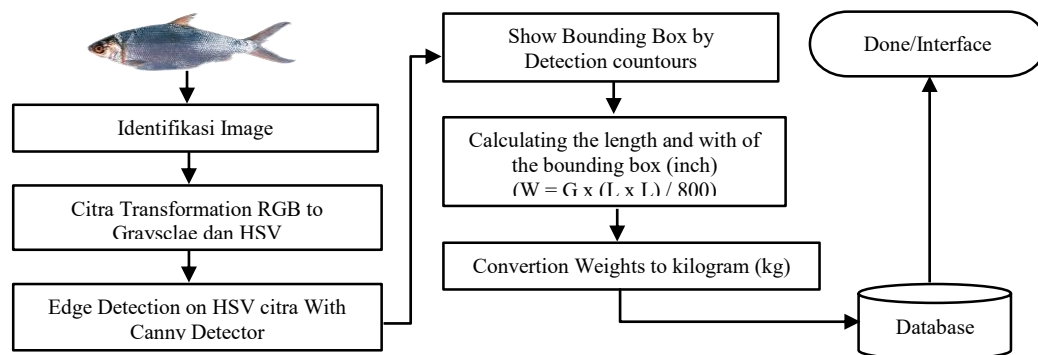 Identifikasi Image
Citra Transformation RGB to
Graysclae dan HSV
Edge Detection on HSV citra With
Canny Detector
Show Bounding Box by
Detection countours
Calculating the length and with of
the bounding box (inch)
(W = G x (L x L) / 800)
Convertion Weights to kilogram (kg)
Database
Done/Interface